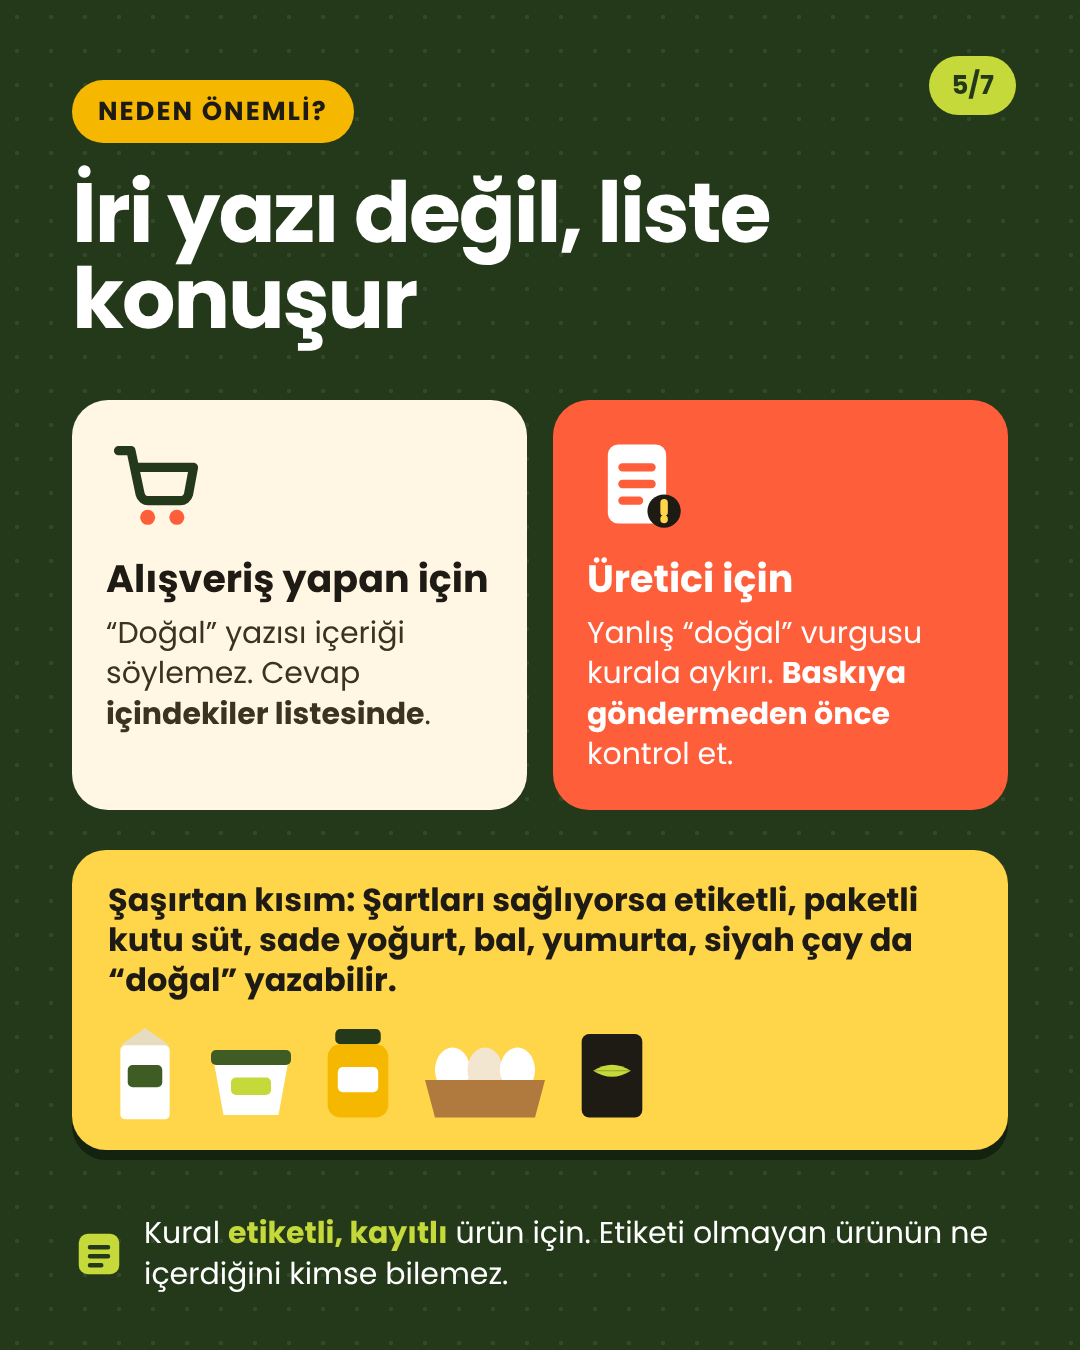 5/7
NEDEN ÖNEMLİ?
İri yazı değil, liste
konuşur
Alışveriş yapan için
“Doğal” yazısı içeriği
söylemez. Cevap
içindekiler listesinde.
Üretici için
Yanlış “doğal” vurgusu
kurala aykırı. Baskıya
göndermeden önce
kontrol et.
Şaşırtan kısım: Şartları sağlıyorsa etiketli, paketli
kutu süt, sade yoğurt, bal, yumurta, siyah çay da
“doğal” yazabilir.
Kural etiketli, kayıtlı ürün için. Etiketi olmayan ürünün ne
içerdiğini kimse bilemez.